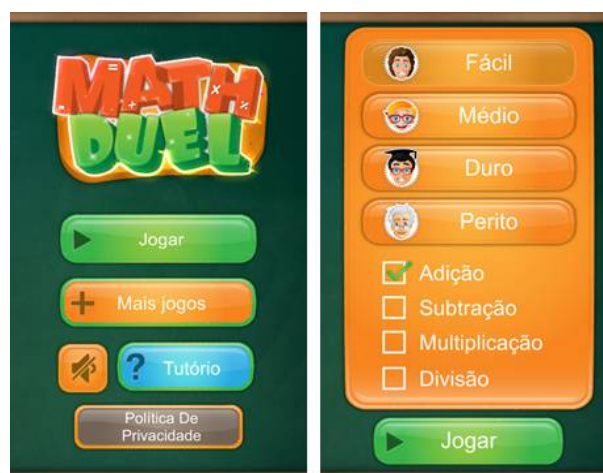 MATH
DUEL
Jogar
Mais jogos
? Tutório
Política De
Privacidade
Fácil
Médio
Duro
Perito
Adição
Subtração
Multiplicação
Divisão
Jogar